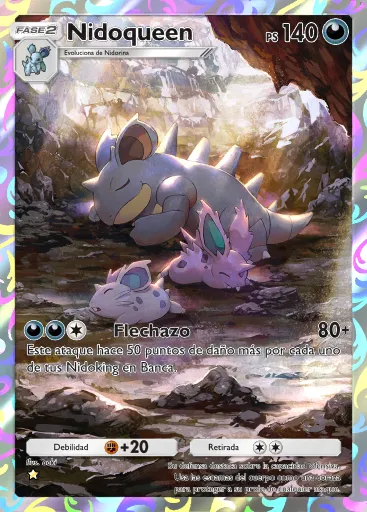 FASE 2 Nidoqueen PS 140
Evoluciona de Nidorina
Flechazo 80+
Este ataque hace 50 puntos de daño más por cada uno
de tus Nidoking en Banca.
Debilidad +20 Retirada
Ilus. aoki
Su defensa destaca sobre la capacidad ofensiva.
Usa las escamas del cuerpo como una coraza
para proteger a su prole de cualquier ataque.